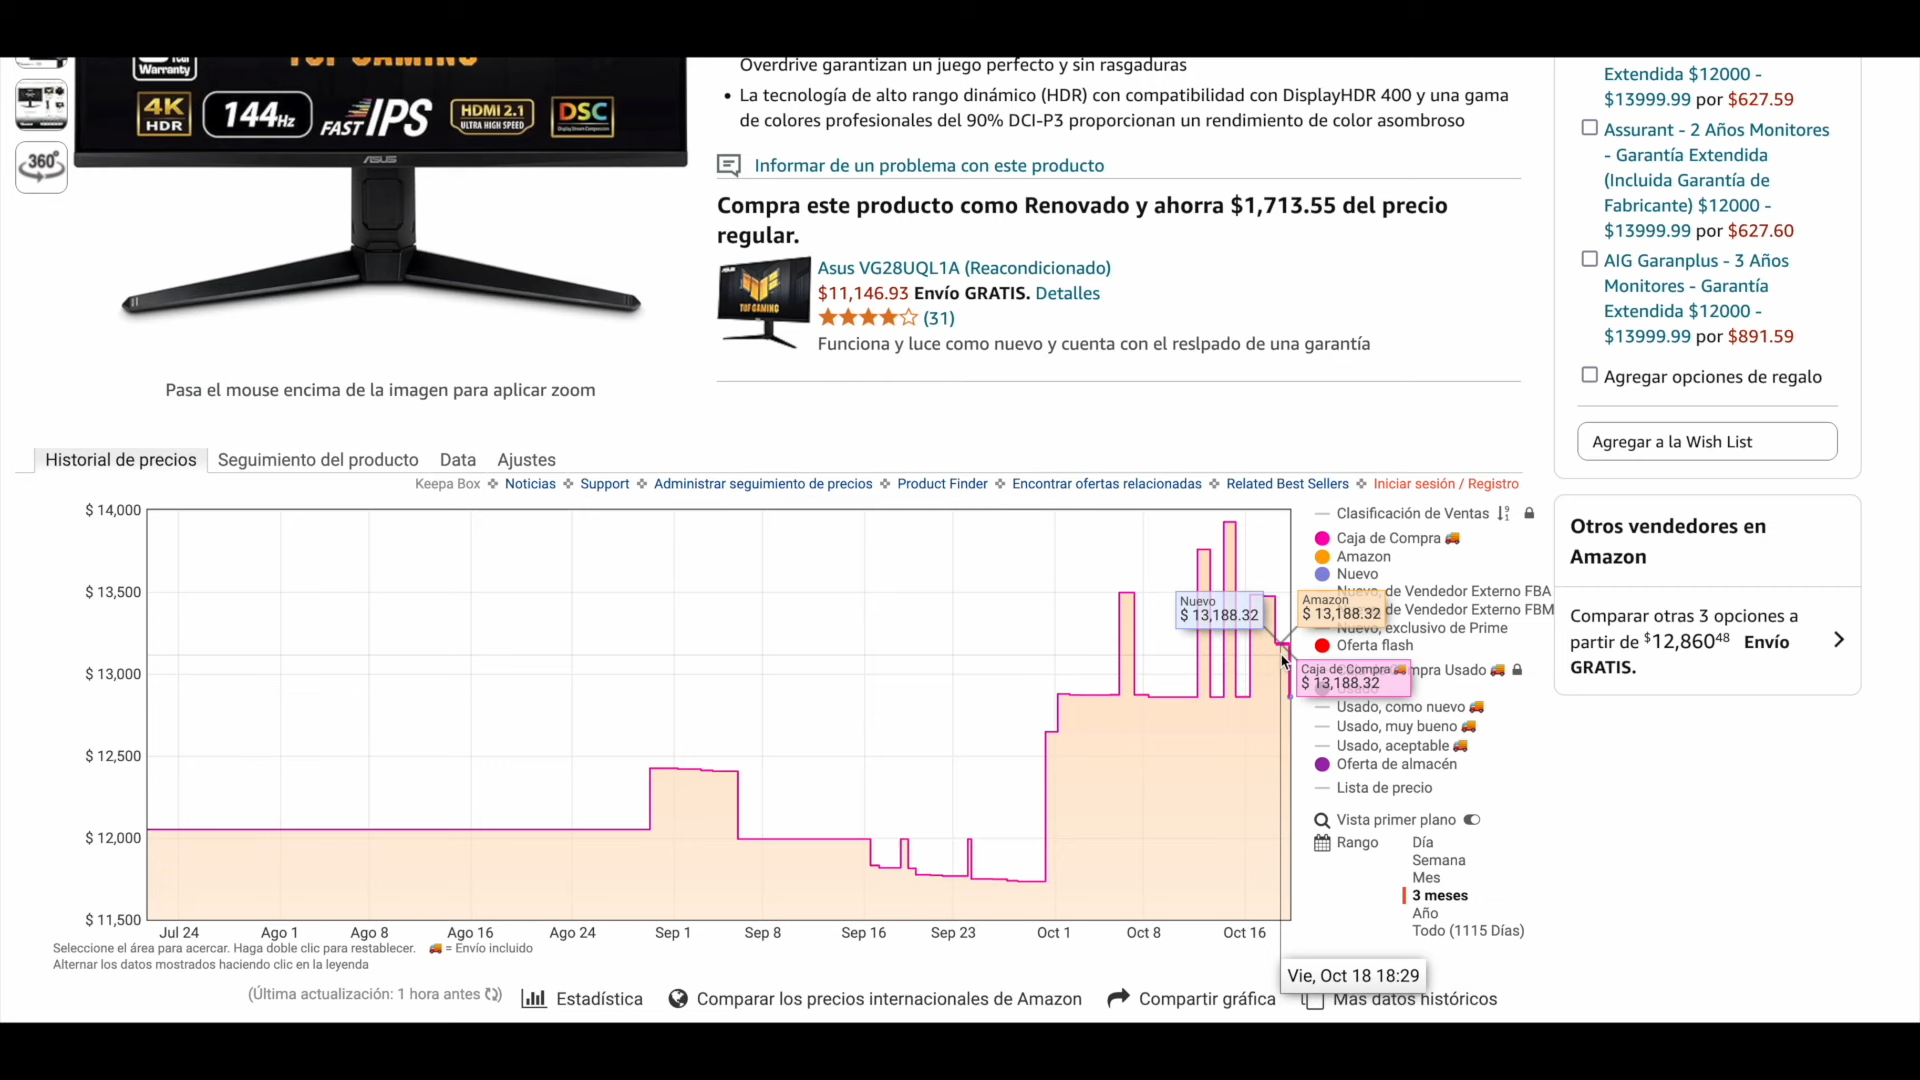 Warranty
TUF GAMING
4K HDR
144Hz
FAST IPS
HDMI 2.1 ULTRA HIGH SPEED
DSC
ASUS
360°
Pasa el mouse encima de la imagen para aplicar zoom
Overdrive garantizan un juego perfecto y sin rasgaduras
• La tecnología de alto rango dinámico (HDR) con compatibilidad con DisplayHDR 400 y una gama
de colores profesionales del 90% DCI-P3 proporcionan un rendimiento de color asombroso
Informar de un problema con este producto
Compra este producto como Renovado y ahorra $1,713.55 del precio
regular.
Asus VG28UQL1A (Reacondicionado)
$11,146.93 Envío GRATIS. Detalles
(31)
Funciona y luce como nuevo y cuenta con el reslpado de una garantía
TUF GAMING
Extendida $12000 -
$13999.99 por $627.59
Assurant - 2 Años Monitores
- Garantía Extendida
(Incluida Garantía de
Fabricante) $12000 -
$13999.99 por $627.60
AIG Garanplus - 3 Años
Monitores - Garantía
Extendida $12000 -
$13999.99 por $891.59
Agregar opciones de regalo
Agregar a la Wish List
Otros vendedores en
Amazon
Comparar otras 3 opciones a
partir de $12,860⁴⁸ Envío
GRATIS.
Historial de precios Seguimiento del producto Data Ajustes
Keepa Box Noticias Support Administrar seguimiento de precios Product Finder Encontrar ofertas relacionadas Related Best Sellers Iniciar sesión / Registro
$ 14,000
$ 13,500
$ 13,000
$ 12,500
$ 12,000
$ 11,500
Jul 24 Ago 1 Ago 8 Ago 16 Ago 24 Sep 1 Sep 8 Sep 16 Sep 23 Oct 1 Oct 8 Oct 16
Nuevo
$ 13,188.32
Amazon
$ 13,188.32
Caja de Compra
$ 13,188.32
Vie, Oct 18 18:29
Clasificación de Ventas
Caja de Compra
Amazon
Nuevo
Nuevo, de Vendedor Externo FBA
de Vendedor Externo FBM
Nuevo, exclusivo de Prime
Oferta flash
mpra Usado
Usado, como nuevo
Usado, muy bueno
Usado, aceptable
Oferta de almacén
Lista de precio
Vista primer plano
Rango
Día
Semana
Mes
3 meses
Año
Todo (1115 Días)
Seleccione el área para acercar. Haga doble clic para restablecer. = Envío incluido
Alternar los datos mostrados haciendo clic en la leyenda
(Última actualización: 1 hora antes) Estadística Comparar los precios internacionales de Amazon Compartir gráfica Mas datos históricos